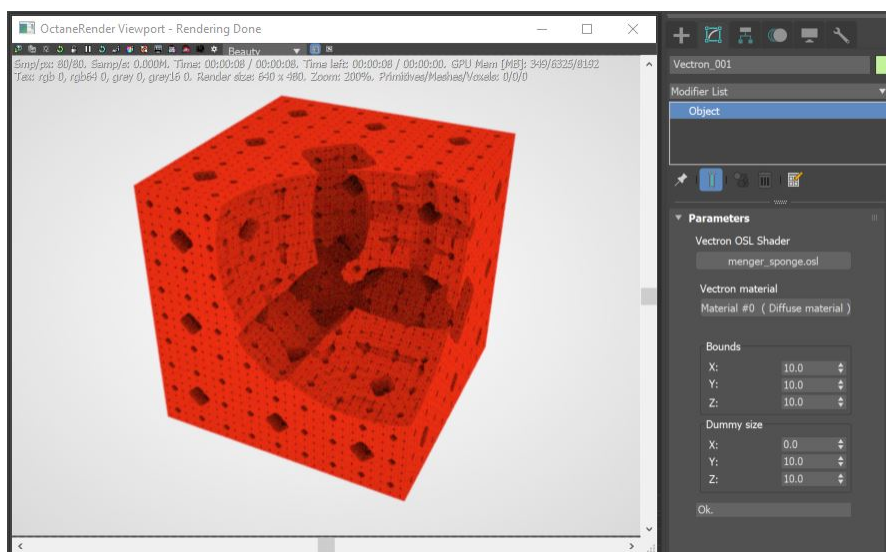 OctaneRender Viewport - Rendering Done
Beauty
Smp/px: 80/80. Samp/s: 0.000M. Time: 00:00:08 / 00:00:08. Time left: 00:00:08 / 00:00:00. GPU Mem [MB]: 349/6325/8192
Tex: rgb 0, rgb64 0, gray 0, gray16 0. Render size: 640 x 480. Zoom: 200%. Primitives/Meshes/Voxels: 0/0/0
Vectron_001
Modifier List
Object
Parameters
Vectron OSL Shader
menger_sponge.osl
Vectron material
Material #0 ( Diffuse material )
Bounds
X: 10.0
Y: 10.0
Z: 10.0
Dummy size
X: 0.0
Y: 10.0
Z: 10.0
Ok.